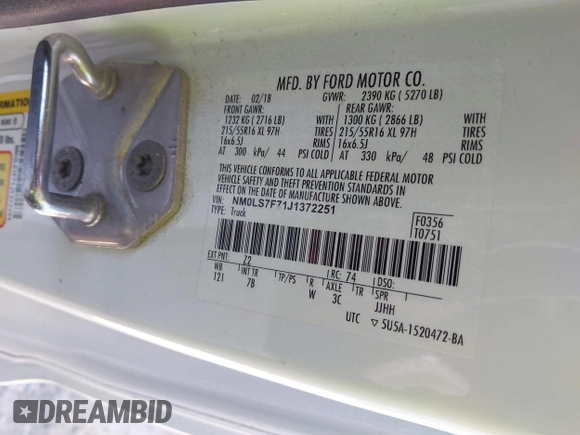 MFD. BY FORD MOTOR CO.
DATE: 02/18 GVWR: 2390 KG ( 5270 LB)
FRONT GAWR: REAR GAWR:
1232 KG ( 2716 LB) WITH 1300 KG ( 2866 LB) WITH
215/55R16 XL 97H TIRES 215/55R16 XL 97H TIRES
16x6.5J RIMS 16x6.5J RIMS
AT 300 kPa/ 44 PSI COLD AT 330 kPa/ 48 PSI COLD
THIS VEHICLE CONFORMS TO ALL APPLICABLE FEDERAL MOTOR
VEHICLE SAFETY AND THEFT PREVENTION STANDARDS IN
EFFECT ON THE DATE OF MANUFACTURE SHOWN ABOVE.
VIN: NM0LS7F71J1372251
TYPE: Truck
F0356
T0751
EXT PNT: Z2 RC: 74 DSO:
WB INT TR TP/PS R AXLE TR SPR
121 7B W 3C JJHH
UTC ▽ 5U5A-1520472-BA
DREAMBID